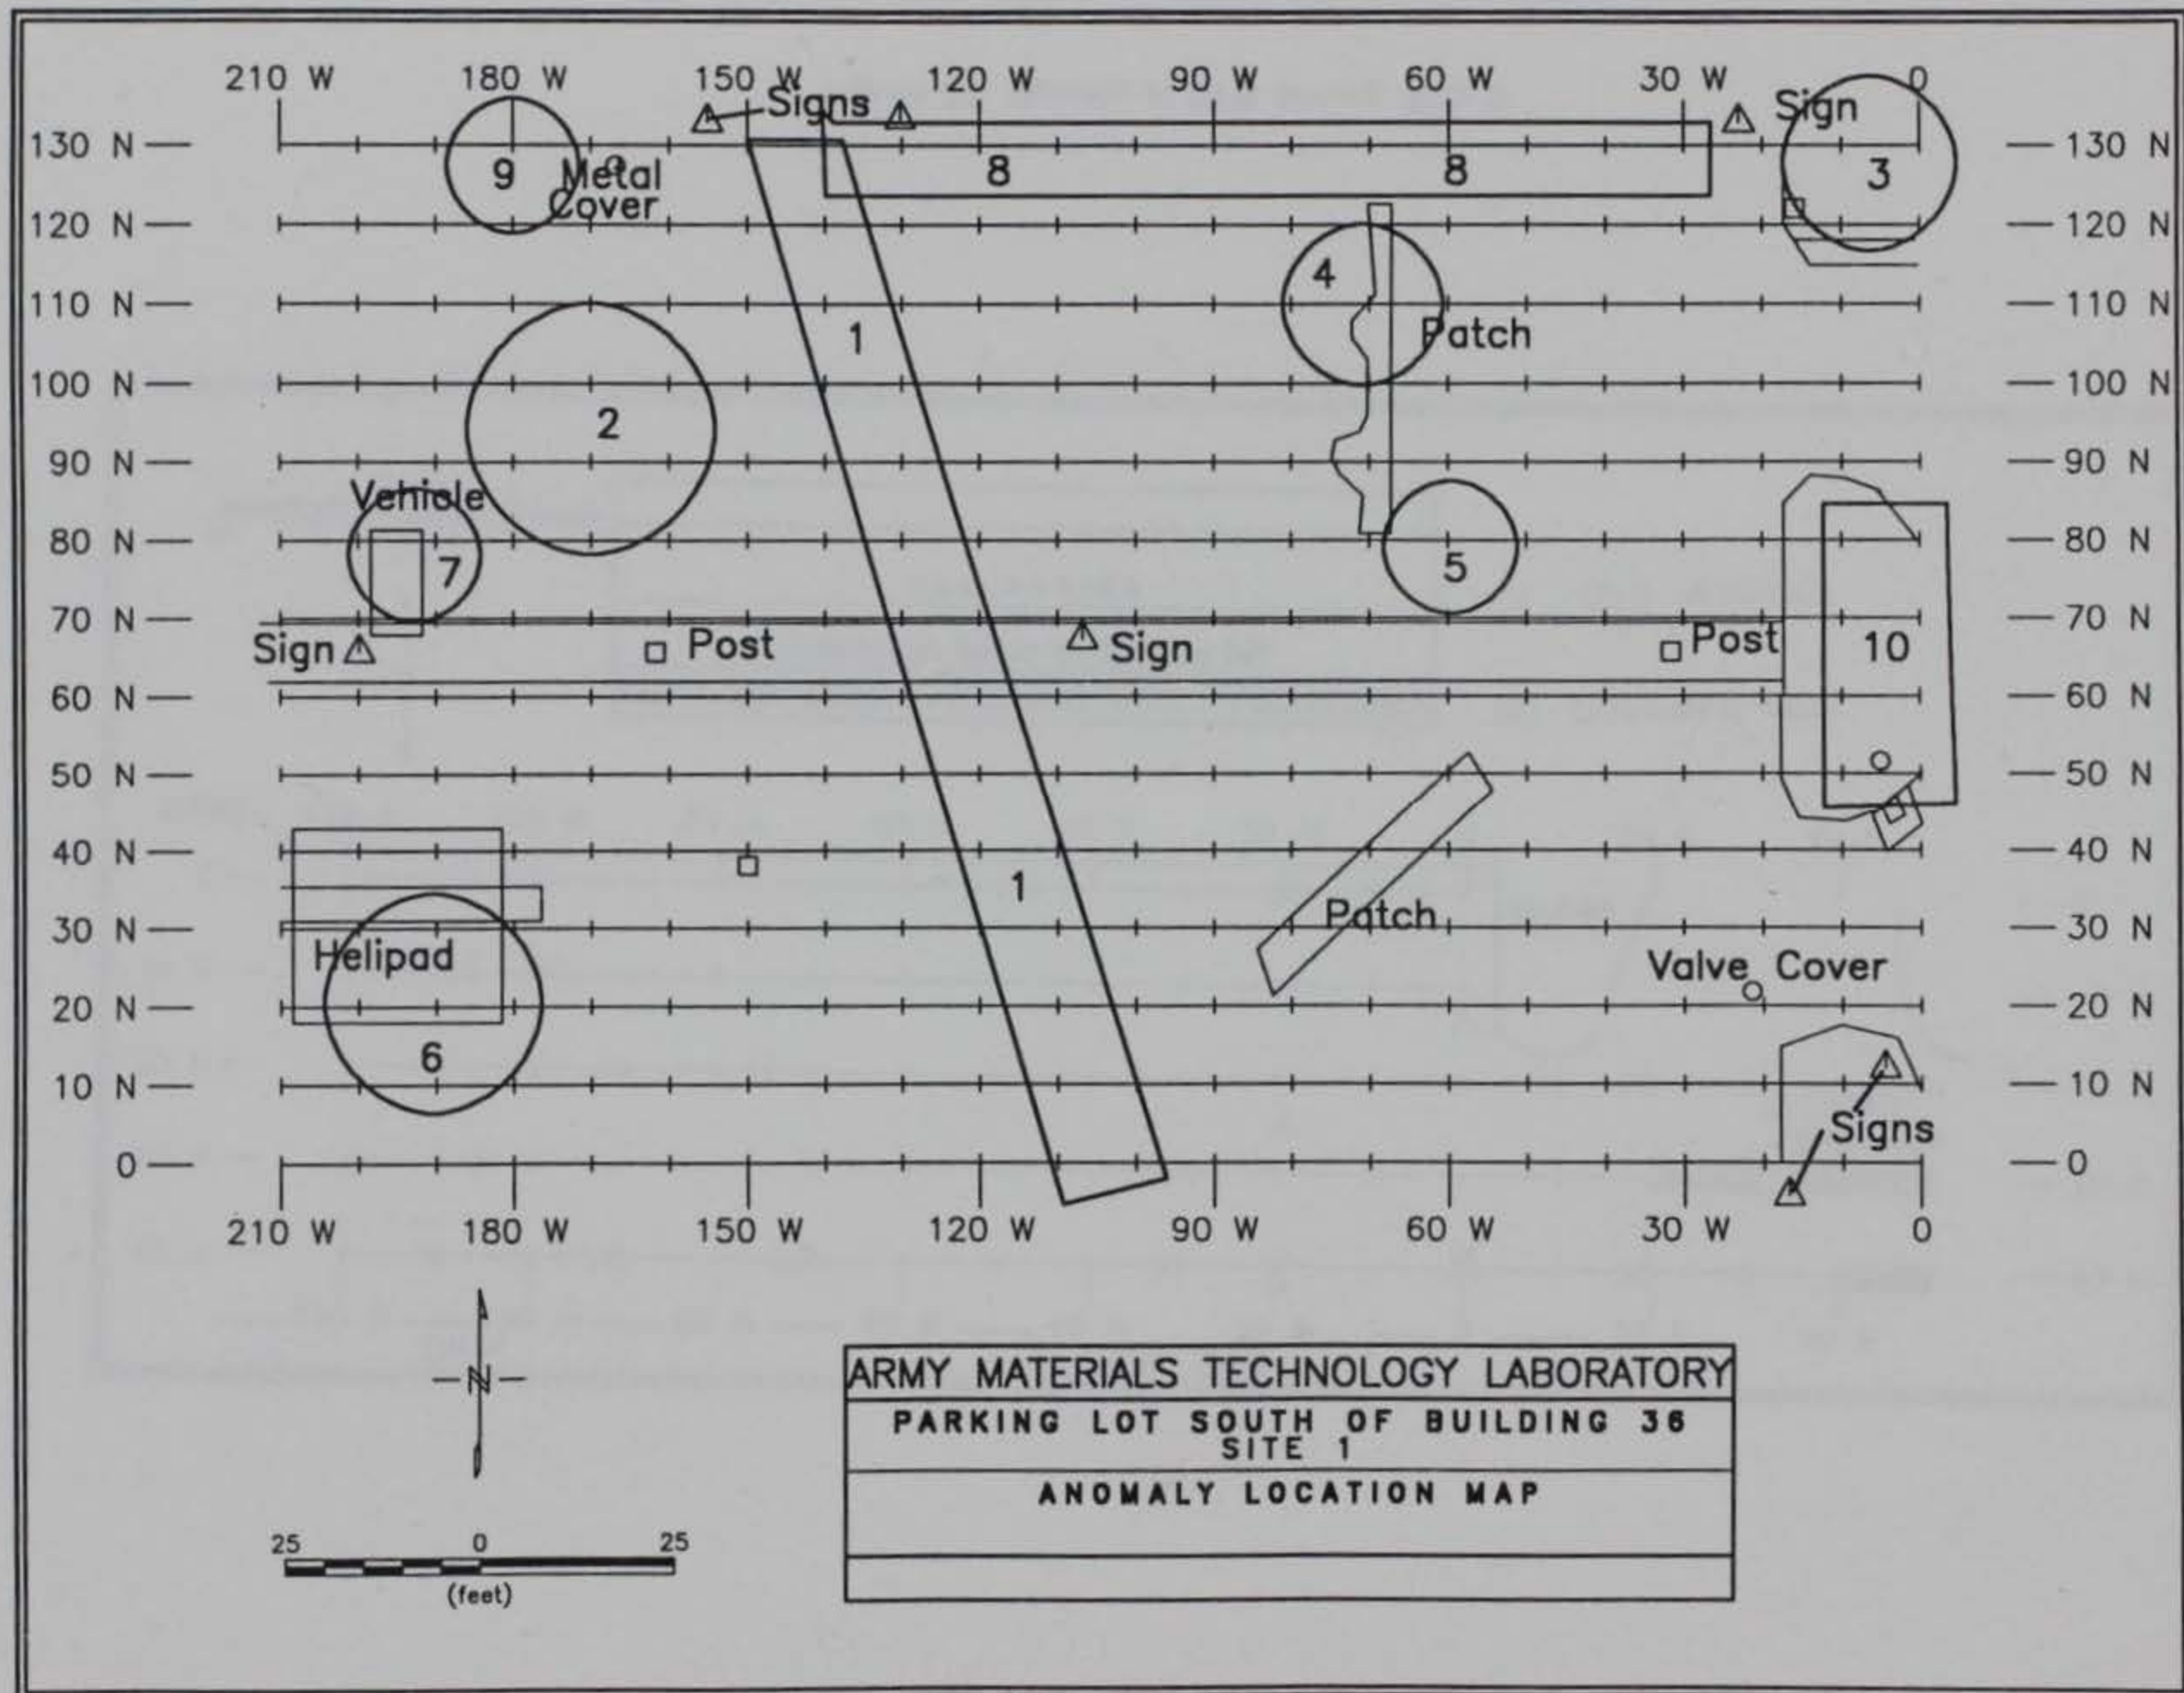 210 W 180 W 150 W 120 W 90 W 60 W 30 W 0
Signs Sign
130 N 130 N
9 Metal 8 8 3
Cover
120 N 120 N
4
110 N 110 N
1 Patch
100 N 100 N
2
90 N 90 N
Vehicle
80 N 80 N
7 5
70 N 70 N
Sign Post Sign Post 10
60 N 60 N
50 N 50 N
40 N 40 N
1
30 N Patch 30 N
Helipad Valve Cover
20 N 20 N
6
10 N 10 N
Signs
0 0
210 W 180 W 150 W 120 W 90 W 60 W 30 W 0
N
25 0 25
(feet)
ARMY MATERIALS TECHNOLOGY LABORATORY
PARKING LOT SOUTH OF BUILDING 36
SITE 1
ANOMALY LOCATION MAP